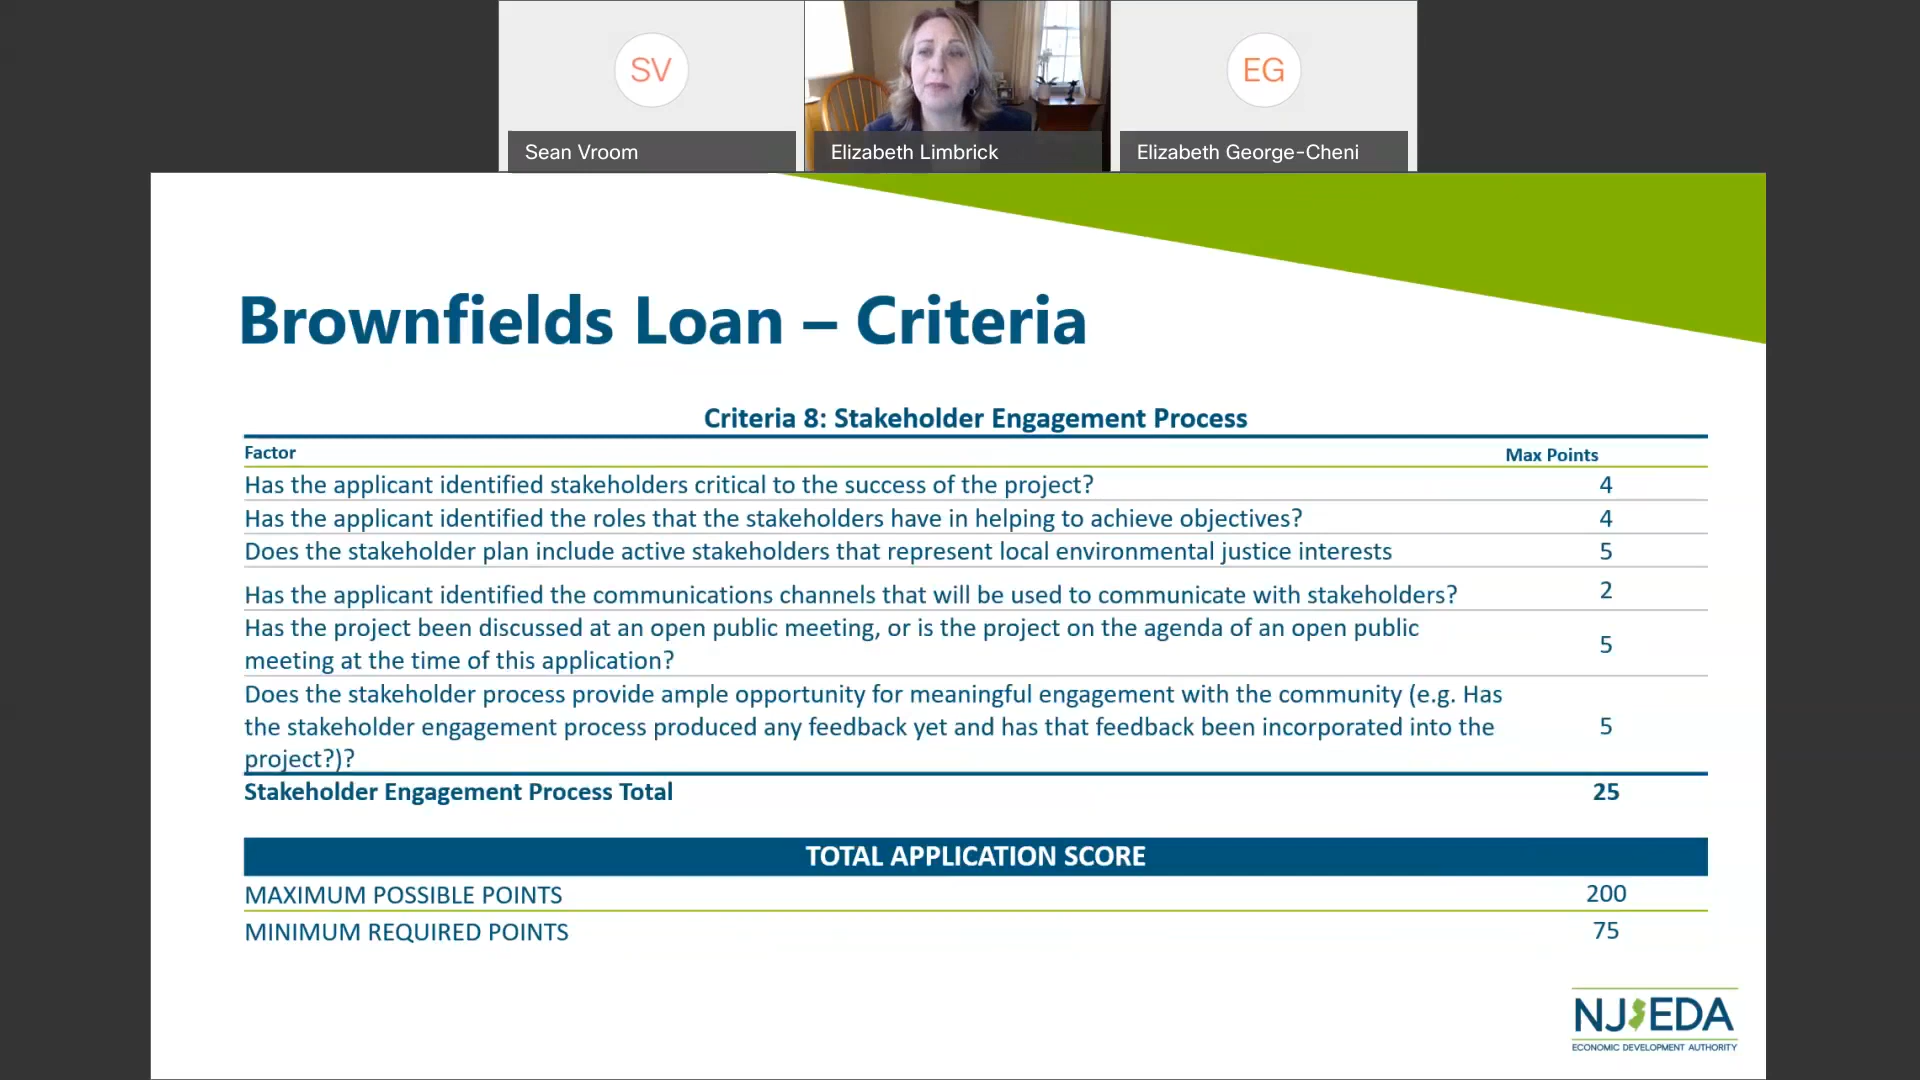 SV
EG
Sean Vroom
Elizabeth Limbrick
Elizabeth George-Cheni
Brownfields Loan – Criteria
Criteria 8: Stakeholder Engagement Process
Factor Max Points
Has the applicant identified stakeholders critical to the success of the project? 4
Has the applicant identified the roles that the stakeholders have in helping to achieve objectives? 4
Does the stakeholder plan include active stakeholders that represent local environmental justice interests 5
Has the applicant identified the communications channels that will be used to communicate with stakeholders? 2
Has the project been discussed at an open public meeting, or is the project on the agenda of an open public
meeting at the time of this application? 5
Does the stakeholder process provide ample opportunity for meaningful engagement with the community (e.g. Has
the stakeholder engagement process produced any feedback yet and has that feedback been incorporated into the 5
project?)?
Stakeholder Engagement Process Total 25
TOTAL APPLICATION SCORE
MAXIMUM POSSIBLE POINTS 200
MINIMUM REQUIRED POINTS 75
NJEDA
ECONOMIC DEVELOPMENT AUTHORITY